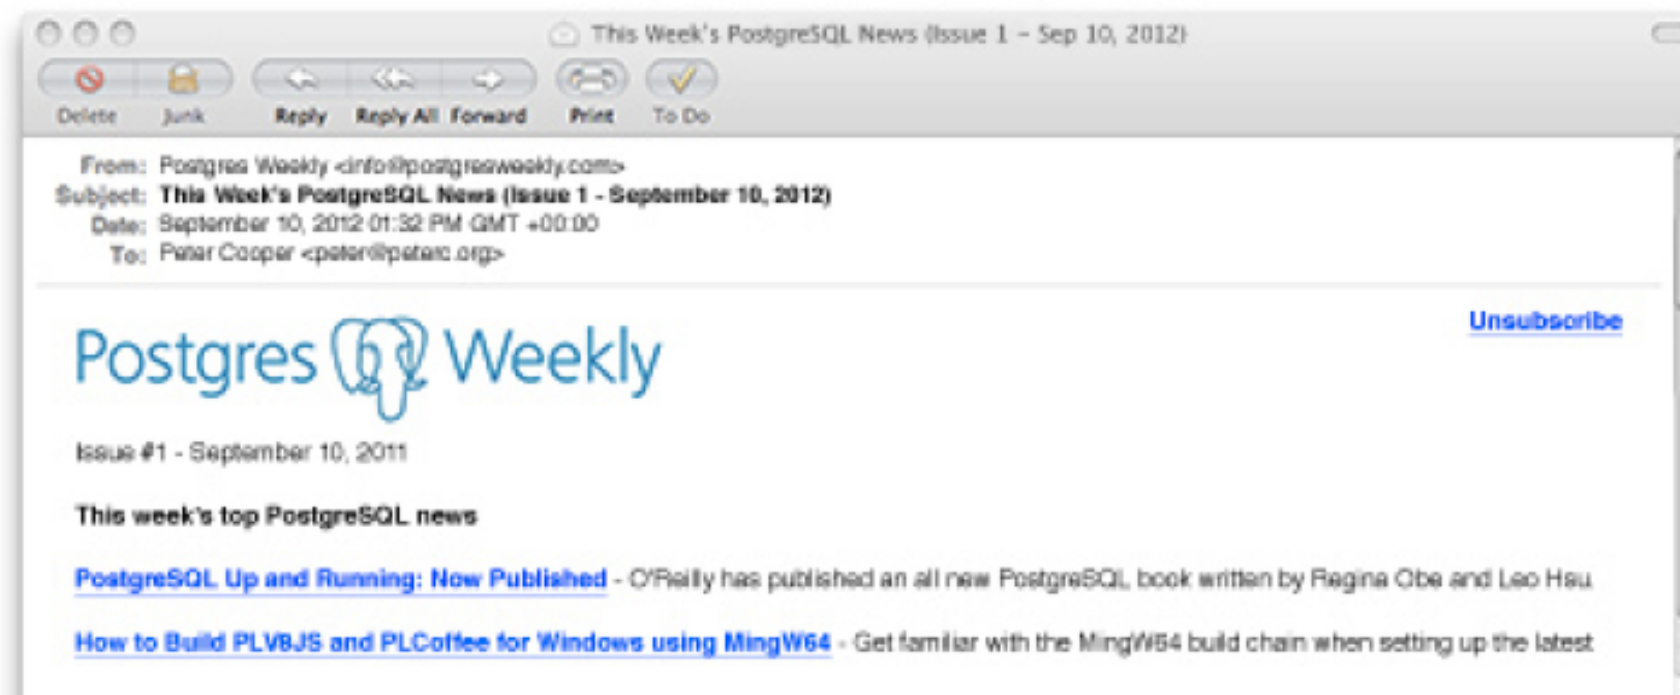 This Week's PostgreSQL News (Issue 1 – Sep 10, 2012)
Delete Junk Reply Reply All Forward Print To Do
From: Postgres Weekly <info@postgresweekly.com>
Subject: This Week's PostgreSQL News (Issue 1 - September 10, 2012)
Date: September 10, 2012 01:32 PM GMT +00:00
To: Peter Cooper <peter@peterc.org>
Unsubscribe
Postgres Weekly
Issue #1 - September 10, 2011
This week's top PostgreSQL news
PostgreSQL Up and Running: Now Published - O'Reilly has published an all new PostgreSQL book written by Regina Obe and Leo Hsu
How to Build PLV8JS and PLCoffee for Windows using MingW64 - Get familiar with the MingW64 build chain when setting up the latest